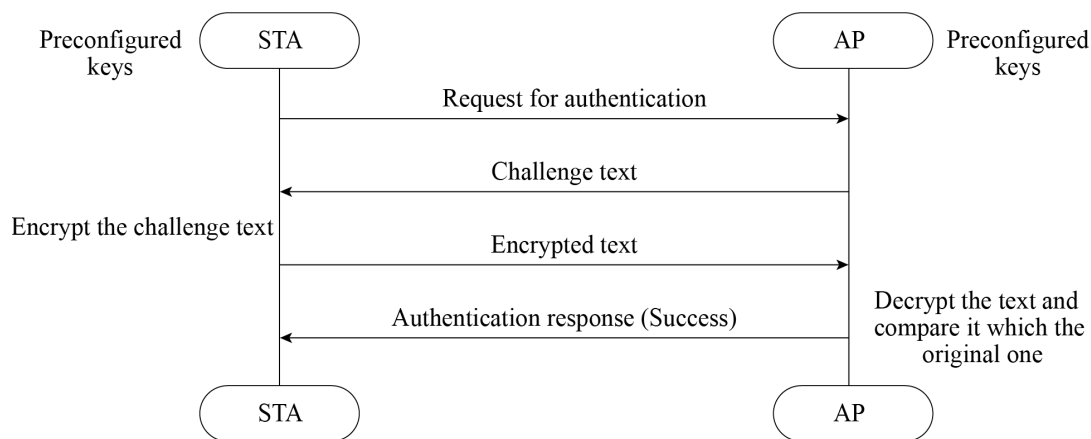 Preconfigured
keys
STA
AP
Preconfigured
keys
Request for authentication
Challenge text
Encrypt the challenge text
Encrypted text
Authentication response (Success)
Decrypt the text and
compare it which the
original one
STA
AP